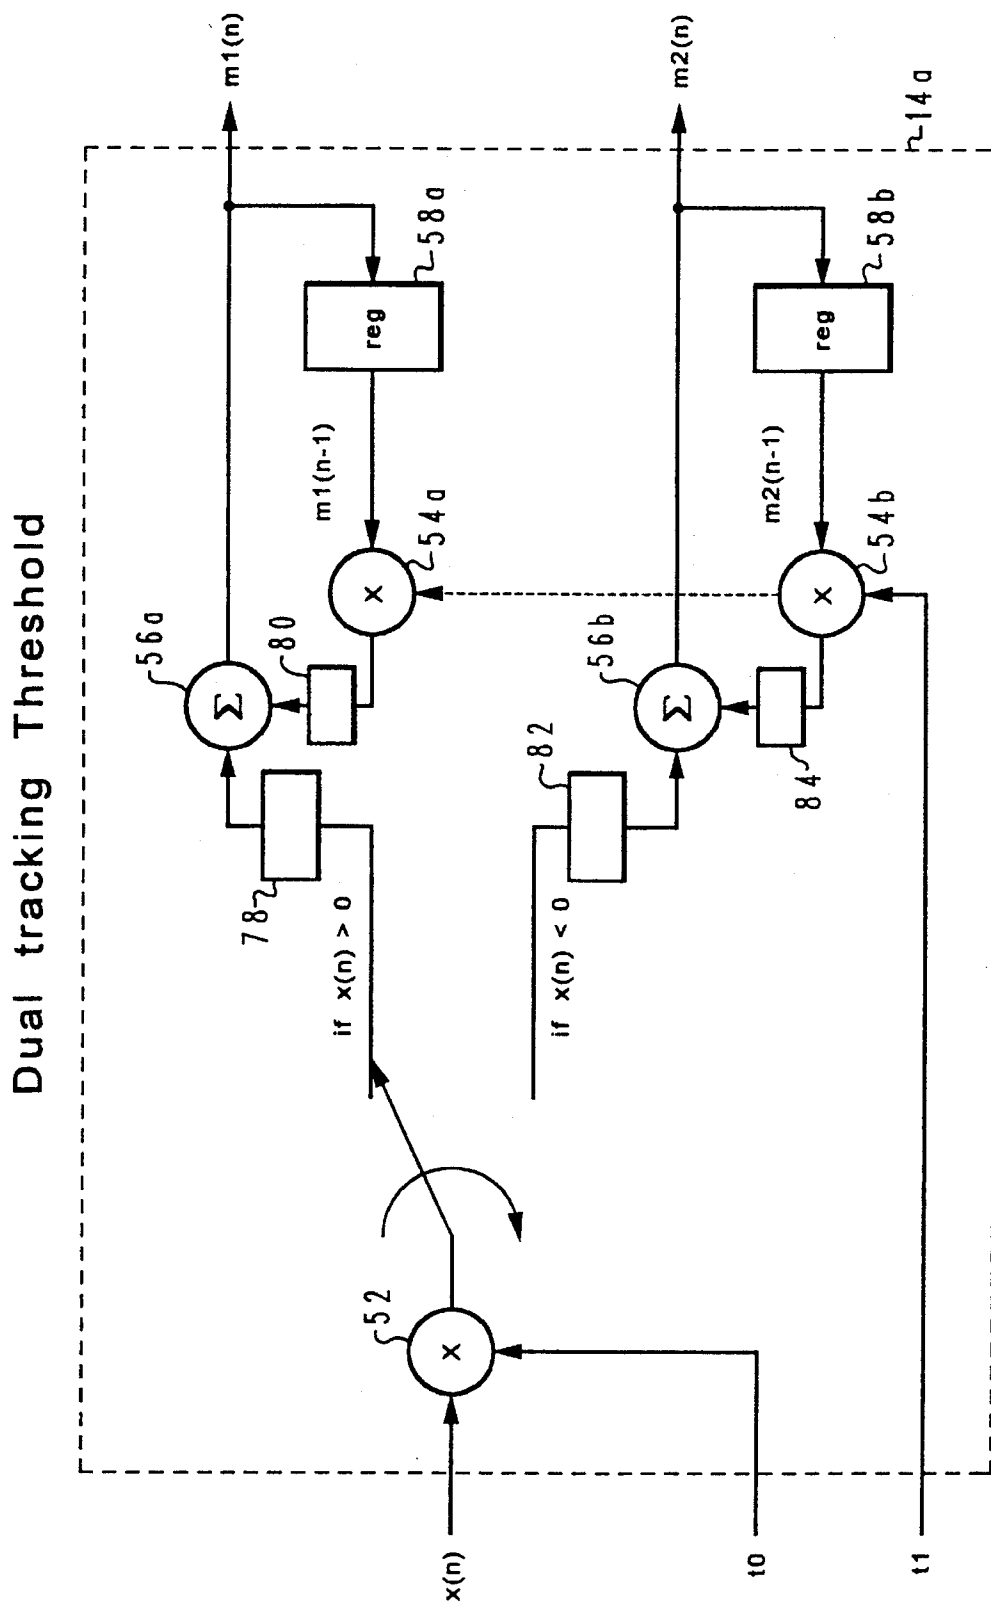 Dual tracking Threshold
m1(n)
56a
80
m1(n-1)
58a
reg
54a
X
Σ
78
if x(n) > 0
52
X
x(n)
if x(n) < 0
82
56b
Σ
m2(n)
m2(n-1)
58b
reg
54b
X
84
14a
t0
t1